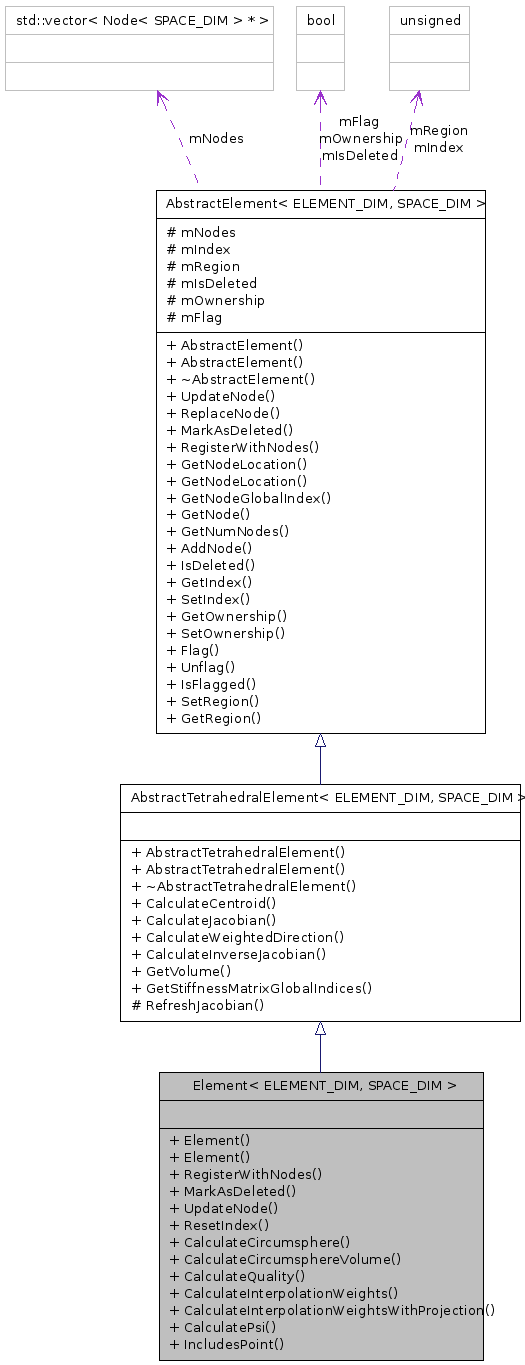 std::vector< Node< SPACE_DIM > * >
bool
unsigned
mNodes
mFlag
mOwnership
mIsDeleted
mRegion
mIndex
AbstractElement< ELEMENT_DIM, SPACE_DIM >
# mNodes
# mIndex
# mRegion
# mIsDeleted
# mOwnership
# mFlag
+ AbstractElement()
+ AbstractElement()
+ ~AbstractElement()
+ UpdateNode()
+ ReplaceNode()
+ MarkAsDeleted()
+ RegisterWithNodes()
+ GetNodeLocation()
+ GetNodeLocation()
+ GetNodeGlobalIndex()
+ GetNode()
+ GetNumNodes()
+ AddNode()
+ IsDeleted()
+ GetIndex()
+ SetIndex()
+ GetOwnership()
+ SetOwnership()
+ Flag()
+ Unflag()
+ IsFlagged()
+ SetRegion()
+ GetRegion()
AbstractTetrahedralElement< ELEMENT_DIM, SPACE_DIM >
+ AbstractTetrahedralElement()
+ AbstractTetrahedralElement()
+ ~AbstractTetrahedralElement()
+ CalculateCentroid()
+ CalculateJacobian()
+ CalculateWeightedDirection()
+ CalculateInverseJacobian()
+ GetVolume()
+ GetStiffnessMatrixGlobalIndices()
# RefreshJacobian()
Element< ELEMENT_DIM, SPACE_DIM >
+ Element()
+ Element()
+ RegisterWithNodes()
+ MarkAsDeleted()
+ UpdateNode()
+ ResetIndex()
+ CalculateCircumsphere()
+ CalculateCircumsphereVolume()
+ CalculateQuality()
+ CalculateInterpolationWeights()
+ CalculateInterpolationWeightsWithProjection()
+ CalculatePsi()
+ IncludesPoint()